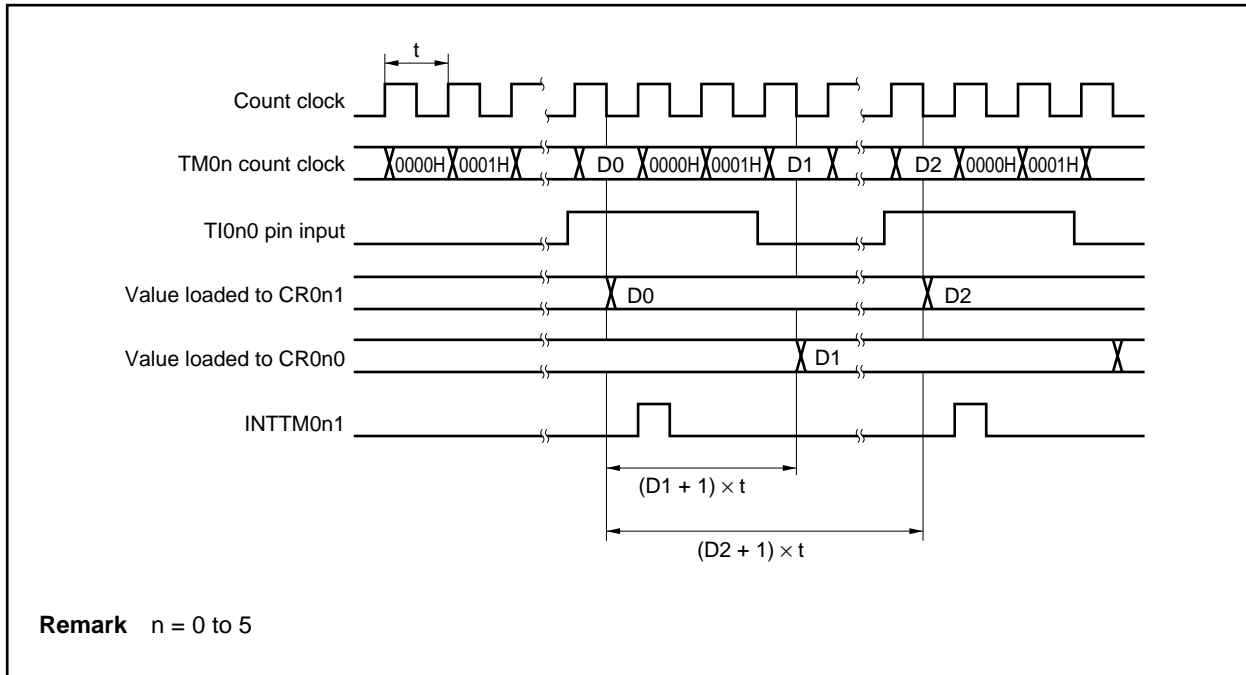 t
Count clock
TM0n count clock 0000H 0001H D0 0000H 0001H D1 D2 0000H 0001H
TI0n0 pin input
Value loaded to CR0n1 D0 D2
Value loaded to CR0n0 D1
INTTM0n1
(D1 + 1) × t
(D2 + 1) × t
Remark n = 0 to 5